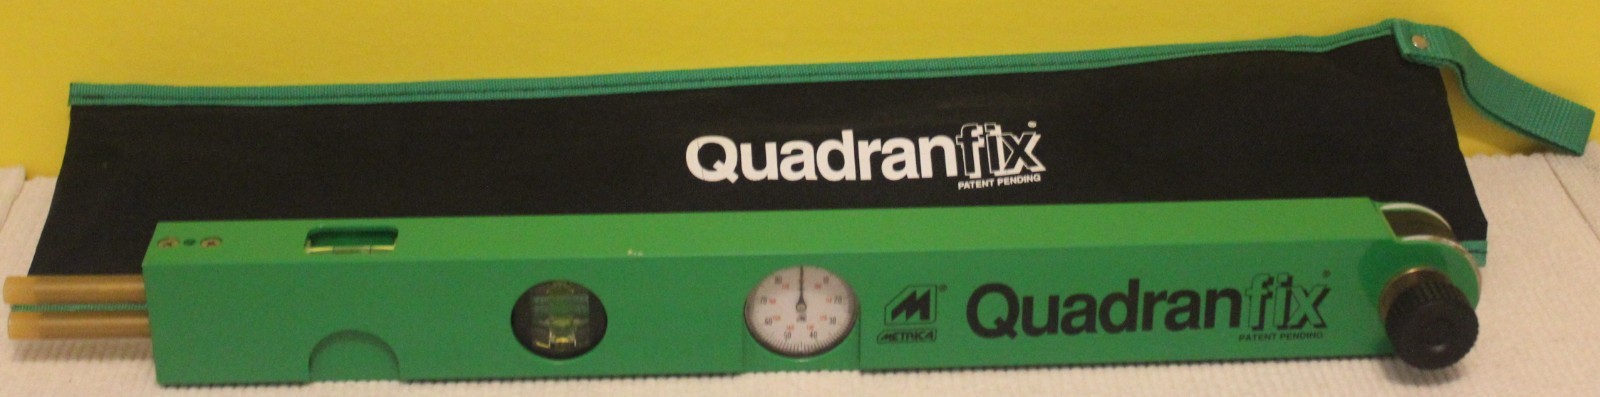 Quadranfix®
PATENT PENDING
M®
METRICA
Quadranfix®
PATENT PENDING